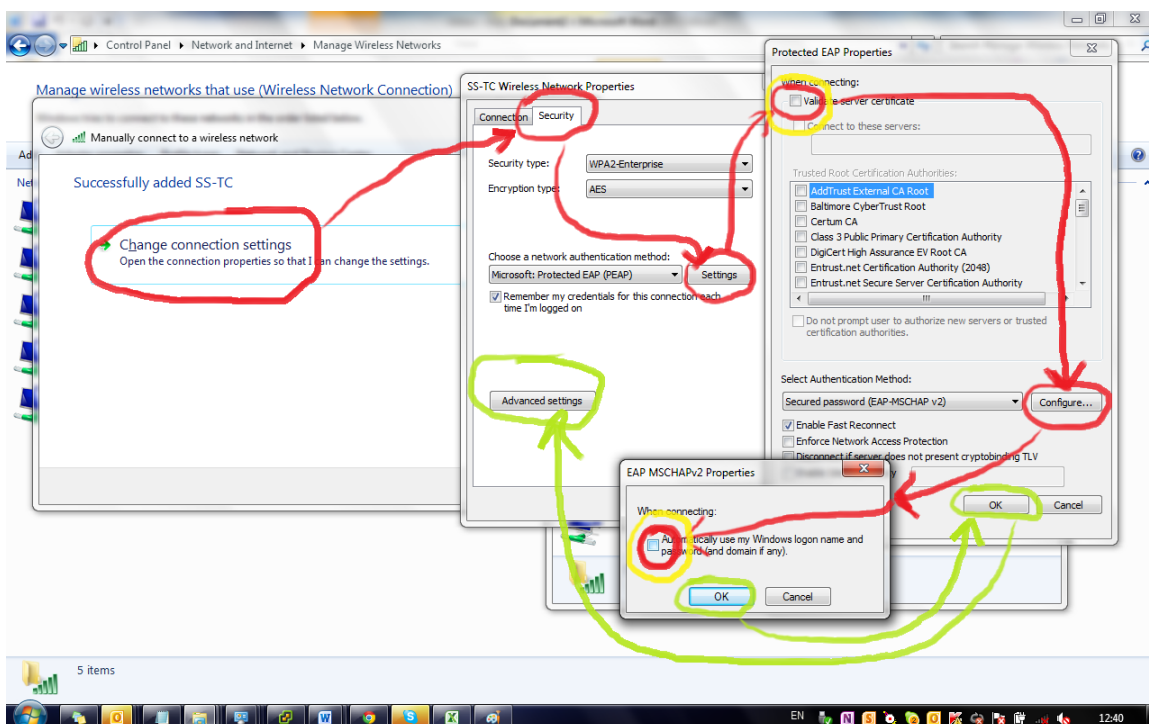 Control Panel ▸ Network and Internet ▸ Manage Wireless Networks
Manage wireless networks that use (Wireless Network Connection)
Manually connect to a wireless network
Successfully added SS-TC
Change connection settings
Open the connection properties so that I can change the settings.
SS-TC Wireless Network Properties
Connection
Security
Security type:
WPA2-Enterprise
Encryption type:
AES
Choose a network authentication method:
Microsoft: Protected EAP (PEAP)
Settings
Remember my credentials for this connection each
time I'm logged on
Advanced settings
Protected EAP Properties
When connecting:
Validate server certificate
Connect to these servers:
Trusted Root Certification Authorities:
AddTrust External CA Root
Baltimore CyberTrust Root
Certum CA
Class 3 Public Primary Certification Authority
DigiCert High Assurance EV Root CA
Entrust.net Certification Authority (2048)
Entrust.net Secure Server Certification Authority
Do not prompt user to authorize new servers or trusted
certification authorities.
Select Authentication Method:
Secured password (EAP-MSCHAP v2)
Configure...
Enable Fast Reconnect
Enforce Network Access Protection
Disconnect if server does not present cryptobinding TLV
OK
Cancel
EAP MSCHAPv2 Properties
When connecting:
Automatically use my Windows logon name and
password (and domain if any).
OK
Cancel
5 items
EN
12:40